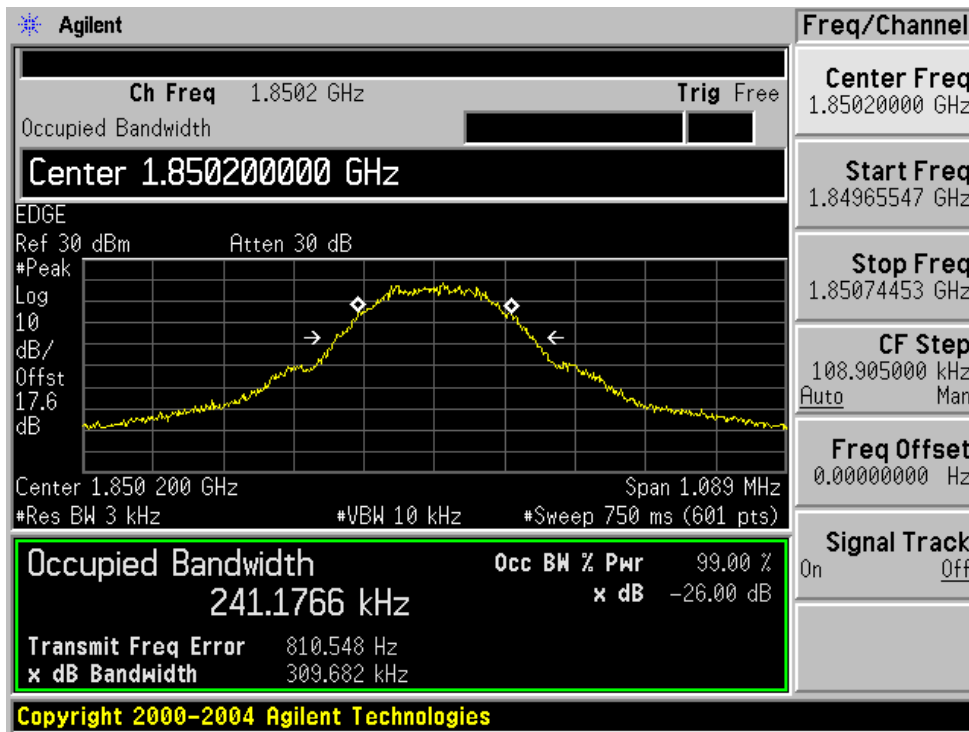 Agilent
Ch Freq 1.8502 GHz Trig Free
Occupied Bandwidth
Center 1.850200000 GHz
EDGE
Ref 30 dBm Atten 30 dB
#Peak
Log
10
dB/
Offst
17.6
dB
Center 1.850 200 GHz Span 1.089 MHz
#Res BW 3 kHz #VBW 10 kHz #Sweep 750 ms (601 pts)
Occupied Bandwidth Occ BW % Pwr 99.00 %
241.1766 kHz x dB -26.00 dB
Transmit Freq Error 810.548 Hz
x dB Bandwidth 309.682 kHz
Copyright 2000-2004 Agilent Technologies
Freq/Channel
Center Freq
1.85020000 GHz
Start Freq
1.84965547 GHz
Stop Freq
1.85074453 GHz
CF Step
108.905000 kHz
Auto Man
Freq Offset
0.00000000 Hz
Signal Track
On Off